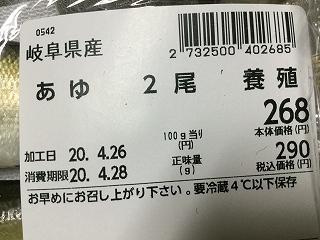 0542
岐阜県産
2 732500 402685
あゆ 2尾 養殖
268
100g当り(円) 本体価格(円)
加工日 20. 4.26
290
消費期限 20. 4.28 正味量(g) 税込価格(円)
お早めにお召し上がり下さい。要冷蔵4℃以下保存